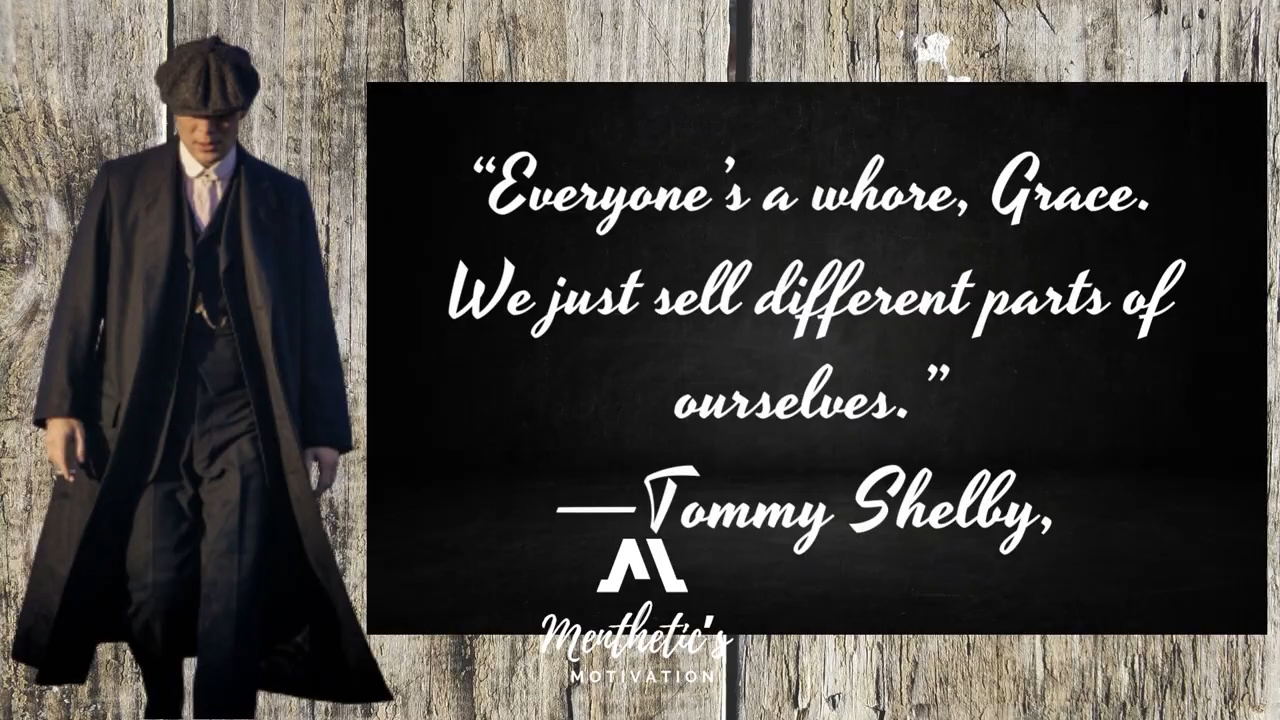 “Everyone’s a whore, Grace.
We just sell different parts of
ourselves.”
—Tommy Shelby,
Menthetic's
MOTIVATION